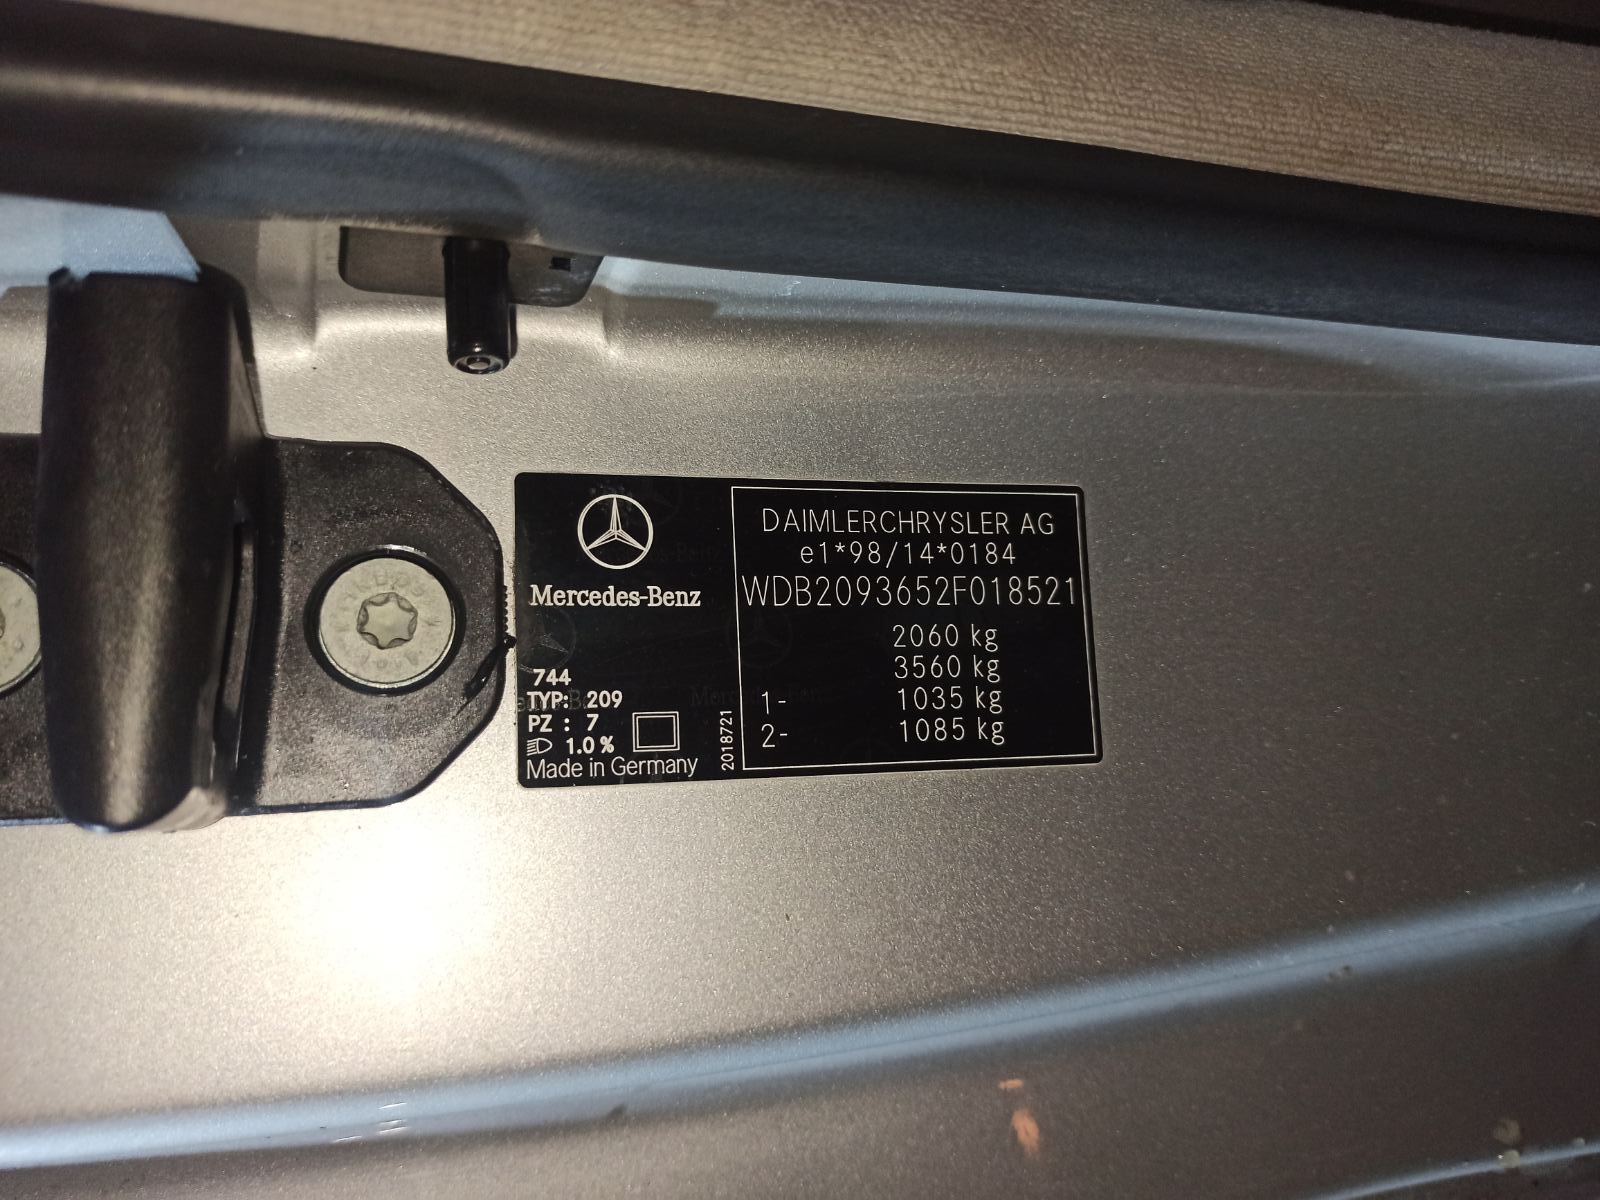 Mercedes-Benz
744
TYP: 209
PZ : 7
1.0 %
Made in Germany
2018721
DAIMLERCHRYSLER AG
e1*98/14*0184
WDB2093652F018521
2060 kg
3560 kg
1- 1035 kg
2- 1085 kg